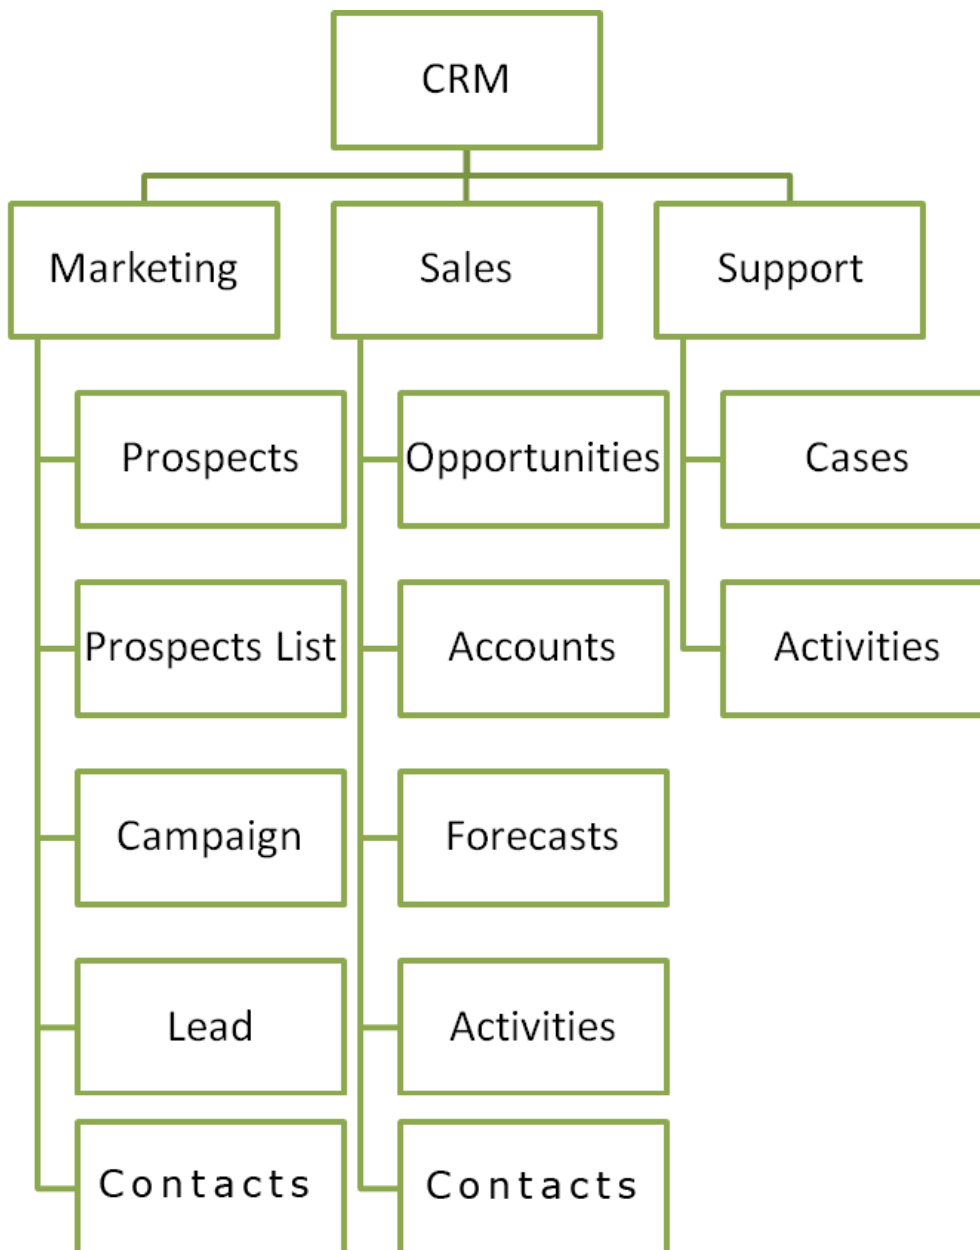 CRM
Marketing
Sales
Support
Prospects
Opportunities
Cases
Prospects List
Accounts
Activities
Campaign
Forecasts
Lead
Activities
Contacts
Contacts